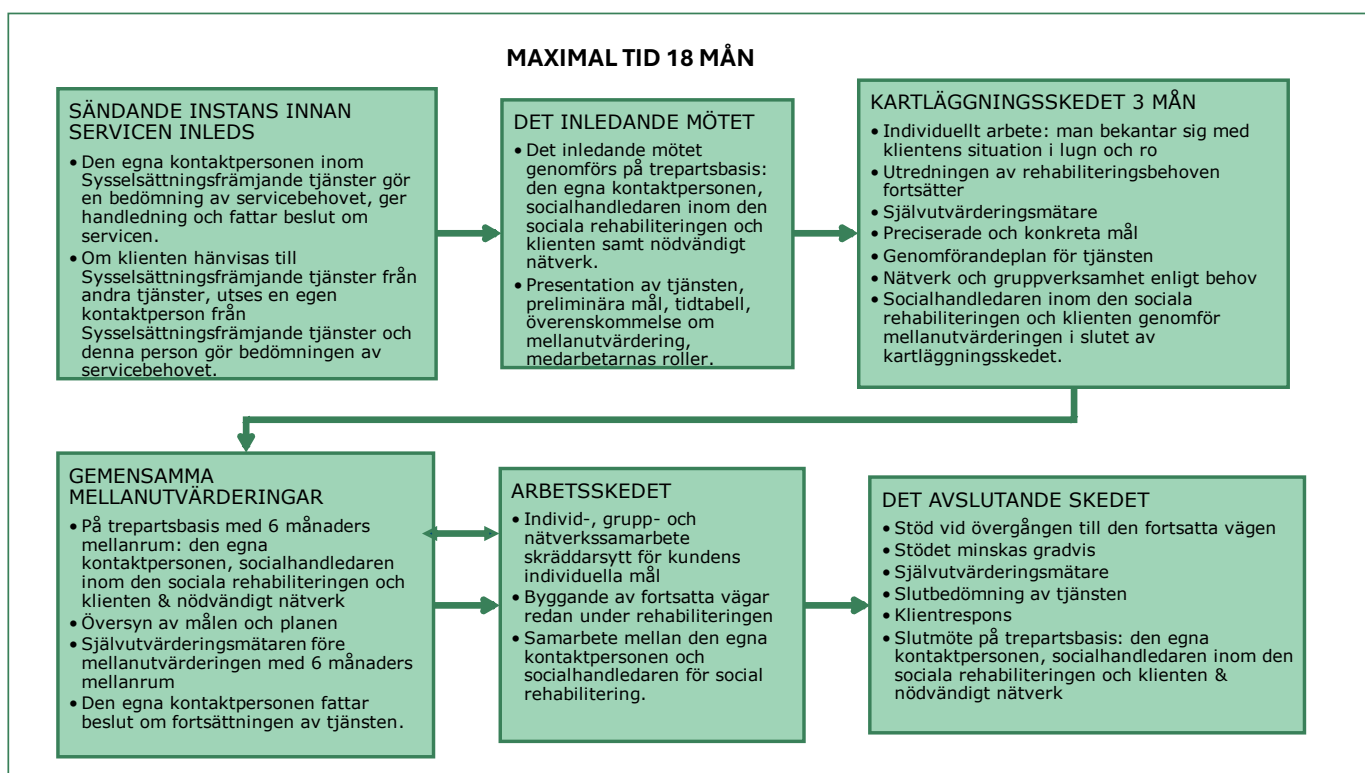 MAXIMAL TID 18 MÅN
SÄNDANDE INSTANS INNAN
SERVICEN INLEDS
• Den egna kontaktpersonen inom
Sysselsättningsfrämjande tjänster gör
en bedömning av servicebehovet, ger
handledning och fattar beslut om
servicen.
• Om klienten hänvisas till
Sysselsättningsfrämjande tjänster från
andra tjänster, utses en egen
kontaktperson från
Sysselsättningsfrämjande tjänster och
denna person gör bedömningen av
servicebehovet.
DET INLEDANDE MÖTET
• Det inledande mötet
genomförs på trepartsbasis:
den egna kontaktpersonen,
socialhandledaren inom den
sociala rehabiliteringen och
klienten samt nödvändigt
nätverk.
• Presentation av tjänsten,
preliminära mål, tidtabell,
överenskommelse om
mellanutvärdering,
medarbetarnas roller.
KARTLÄGGNINGSSKEDET 3 MÅN
• Individuellt arbete: man bekantar sig med
klientens situation i lugn och ro
• Utredningen av rehabiliteringsbehoven
fortsätter
• Självutvärderingsmätare
• Preciserade och konkreta mål
• Genomförandeplan för tjänsten
• Nätverk och gruppverksamhet enligt behov
• Socialhandledaren inom den sociala
rehabiliteringen och klienten genomför
mellanutvärderingen i slutet av
kartläggningsskedet.
GEMENSAMMA
MELLANUTVÄRDERINGAR
• På trepartsbasis med 6 månaders
mellanrum: den egna
kontaktpersonen, socialhandledaren
inom den sociala rehabiliteringen och
klienten & nödvändigt nätverk
• Översyn av målen och planen
• Självutvärderingsmätaren före
mellanutvärderingen med 6 månaders
mellanrum
• Den egna kontaktpersonen fattar
beslut om fortsättningen av tjänsten.
ARBETSSKEDET
• Individ-, grupp- och
nätverkssamarbete
skräddarsytt för kundens
individuella mål
• Byggande av fortsatta vägar
redan under rehabiliteringen
• Samarbete mellan den egna
kontaktpersonen och
socialhandledaren för social
rehabilitering.
DET AVSLUTANDE SKEDET
• Stöd vid övergången till den fortsatta vägen
• Stödet minskas gradvis
• Självutvärderingsmätare
• Slutbedömning av tjänsten
• Klientrespons
• Slutmöte på trepartsbasis: den egna
kontaktpersonen, socialhandledaren inom den
sociala rehabiliteringen och klienten &
nödvändigt nätverk